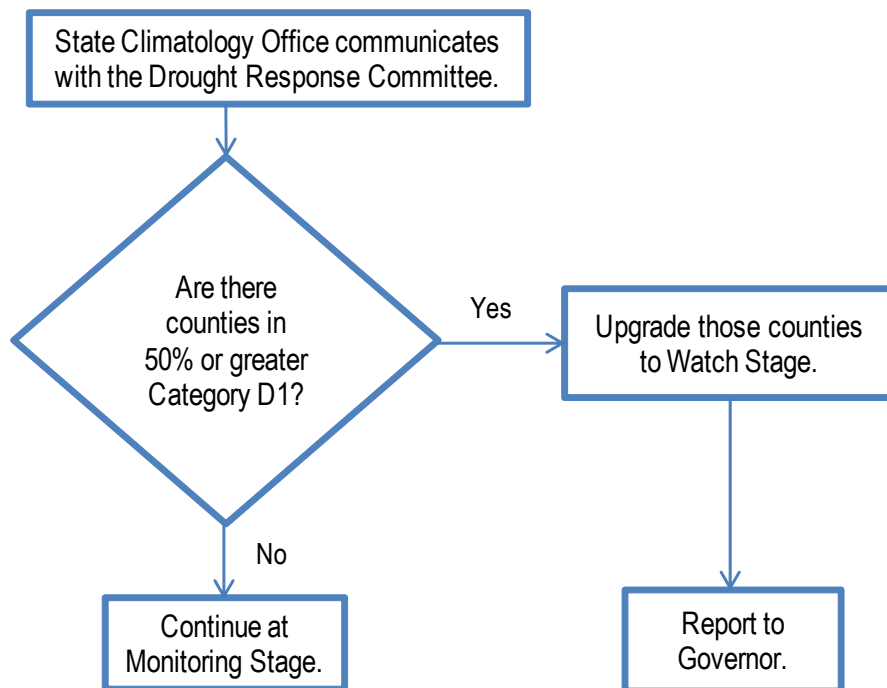 State Climatology Office communicates
with the Drought Response Committee.
Are there
counties in
50% or greater
Category D1?
Yes
Upgrade those counties
to Watch Stage.
No
Continue at
Monitoring Stage.
Report to
Governor.